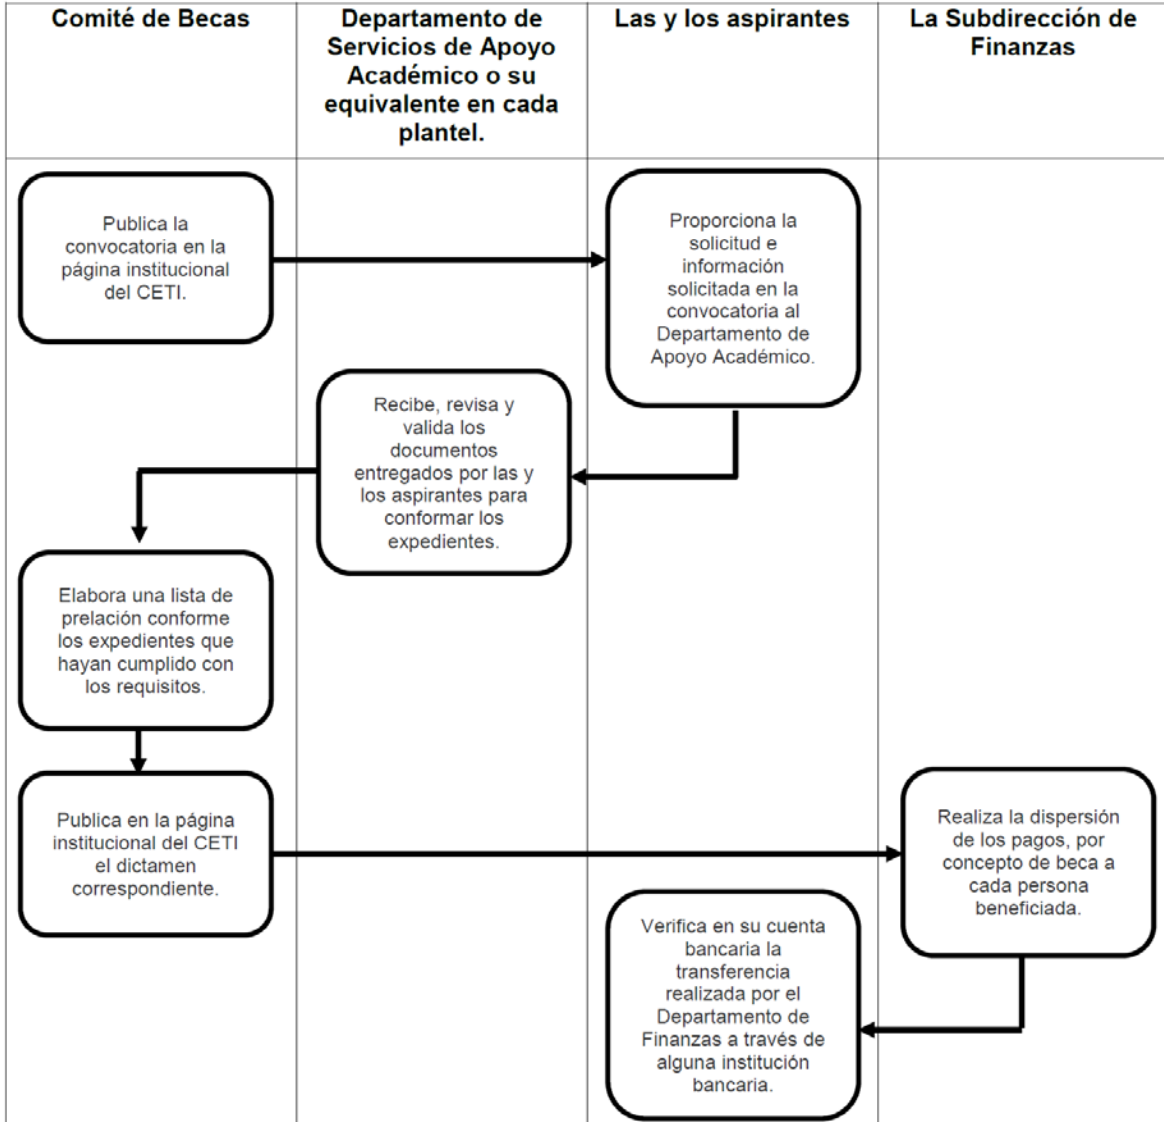 Comité de Becas
Departamento de
Servicios de Apoyo
Académico o su
equivalente en cada
plantel.
Las y los aspirantes
La Subdirección de
Finanzas
Publica la
convocatoria en la
página institucional
del CETI.
Proporciona la
solicitud e
información
solicitada en la
convocatoria al
Departamento de
Apoyo Académico.
Recibe, revisa y
valida los
documentos
entregados por las y
los aspirantes para
conformar los
expedientes.
Elabora una lista de
prelación conforme
los expedientes que
hayan cumplido con
los requisitos.
Publica en la página
institucional del CETI
el dictamen
correspondiente.
Realiza la dispersión
de los pagos, por
concepto de beca a
cada persona
beneficiada.
Verifica en su cuenta
bancaria la
transferencia
realizada por el
Departamento de
Finanzas a través de
alguna institución
bancaria.